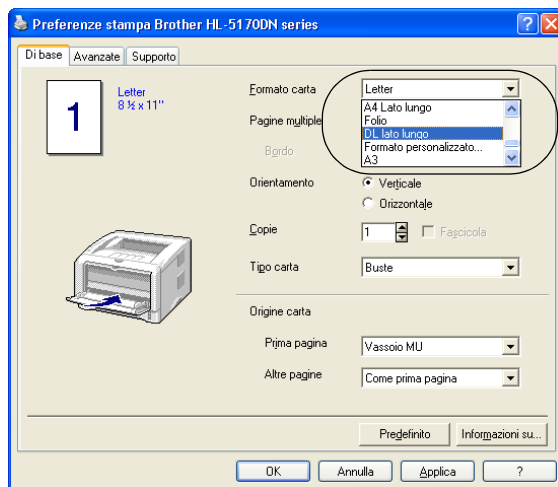 Preferenze stampa Brother HL-5170DN series
Di base Avanzate Supporto
1
Letter
8 ½ x 11"
Formato carta Letter
A4 Lato lungo
Folio
DL lato lungo
Formato personalizzato...
A3
Pagine multiple
Bordo
Orientamento Verticale
Orizzontale
Copie 1 Fascicola
Tipo carta Buste
Origine carta
Prima pagina Vassoio MU
Altre pagine Come prima pagina
Predefinito Informazioni su...
OK Annulla Applica ?